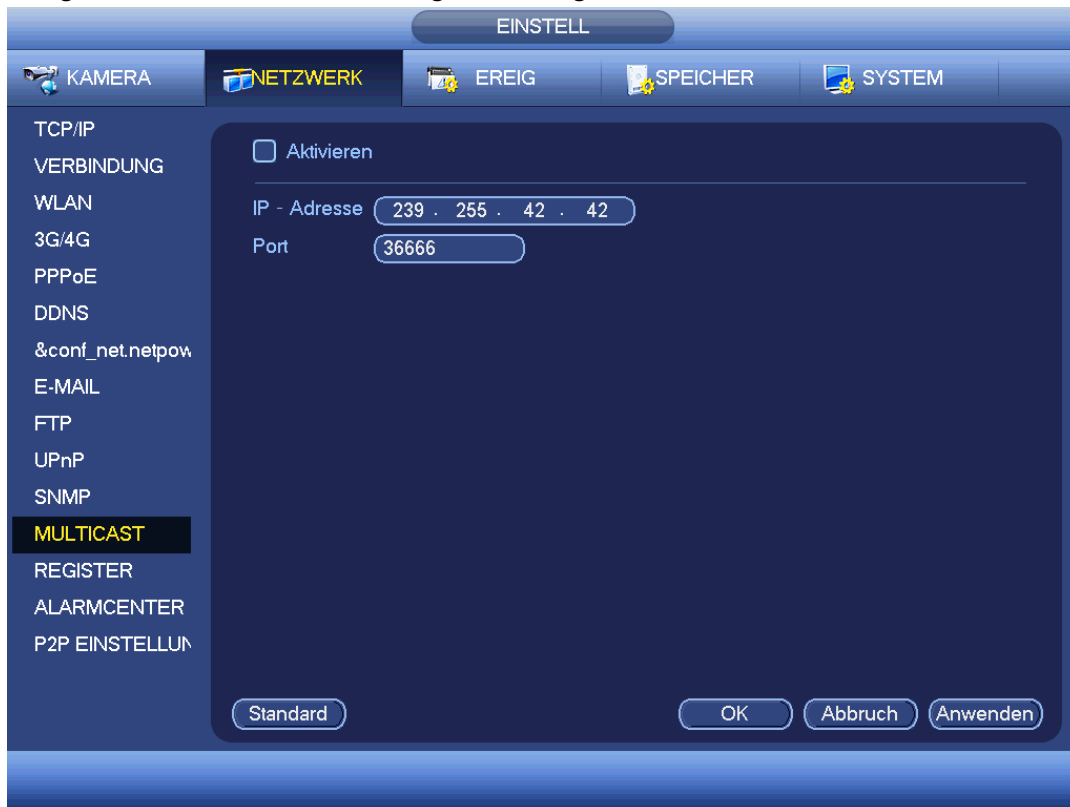 EINSTELL
KAMERA NETZWERK EREIG SPEICHER SYSTEM
TCP/IP
VERBINDUNG
WLAN
3G/4G
PPPoE
DDNS
&conf_net.netpow
E-MAIL
FTP
UPnP
SNMP
MULTICAST
REGISTER
ALARMCENTER
P2P EINSTELLUN
Aktivieren
IP - Adresse 239 . 255 . 42 . 42
Port 36666
Standard OK Abbruch Anwenden